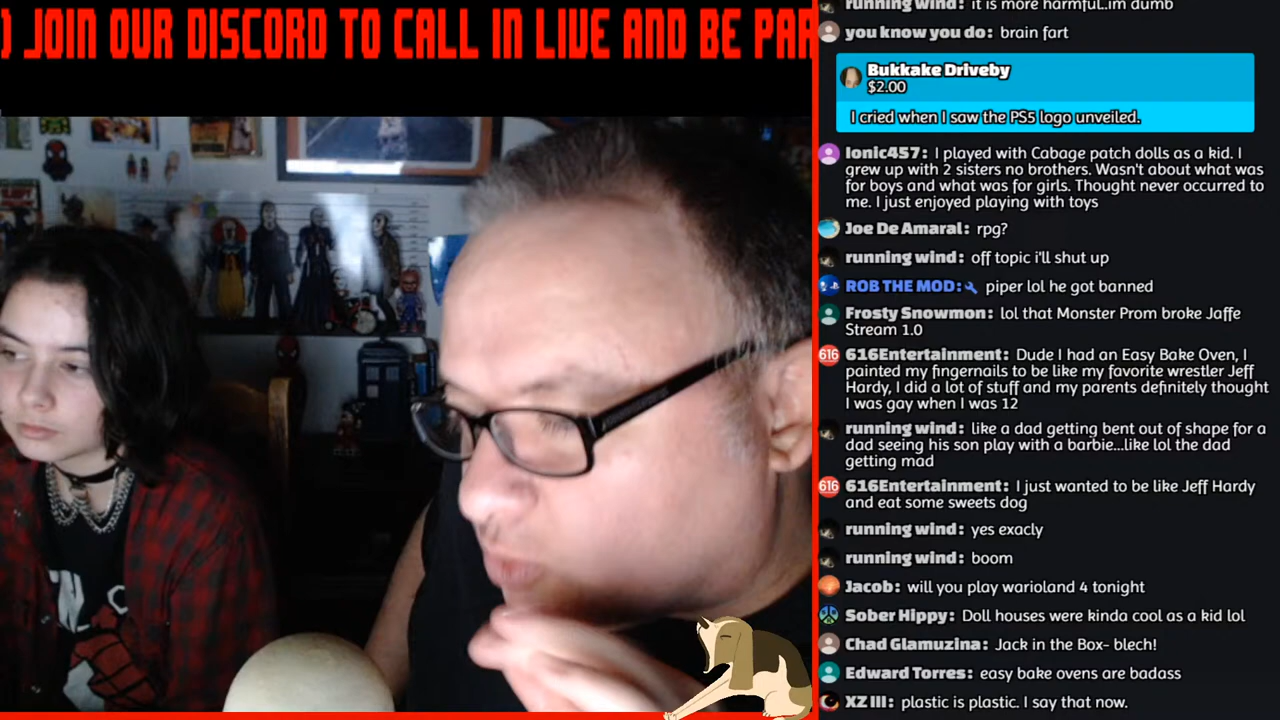 ) JOIN OUR DISCORD TO CALL IN LIVE AND BE PAR
running wind: it is more harmful..im dumb
you know you do: brain fart
Bukkake Driveby
$2.00
I cried when I saw the PS5 logo unveiled.
Ionic457: I played with Cabage patch dolls as a kid. I
grew up with 2 sisters no brothers. Wasn't about what was
for boys and what was for girls. Thought never occurred to
me. I just enjoyed playing with toys
Joe De Amaral: rpg?
running wind: off topic i'll shut up
ROB THE MOD: piper lol he got banned
Frosty Snowmon: lol that Monster Prom broke Jaffe
Stream 1.0
616 616Entertainment: Dude I had an Easy Bake Oven, I
painted my fingernails to be like my favorite wrestler Jeff
Hardy, I did a lot of stuff and my parents definitely thought
I was gay when I was 12
running wind: like a dad getting bent out of shape for a
dad seeing his son play with a barbie...like lol the dad
getting mad
616 616Entertainment: I just wanted to be like Jeff Hardy
and eat some sweets dog
running wind: yes exacly
running wind: boom
Jacob: will you play warioland 4 tonight
Sober Hippy: Doll houses were kinda cool as a kid lol
Chad Glamuzina: Jack in the Box- blech!
Edward Torres: easy bake ovens are badass
XZ III: plastic is plastic. I say that now.